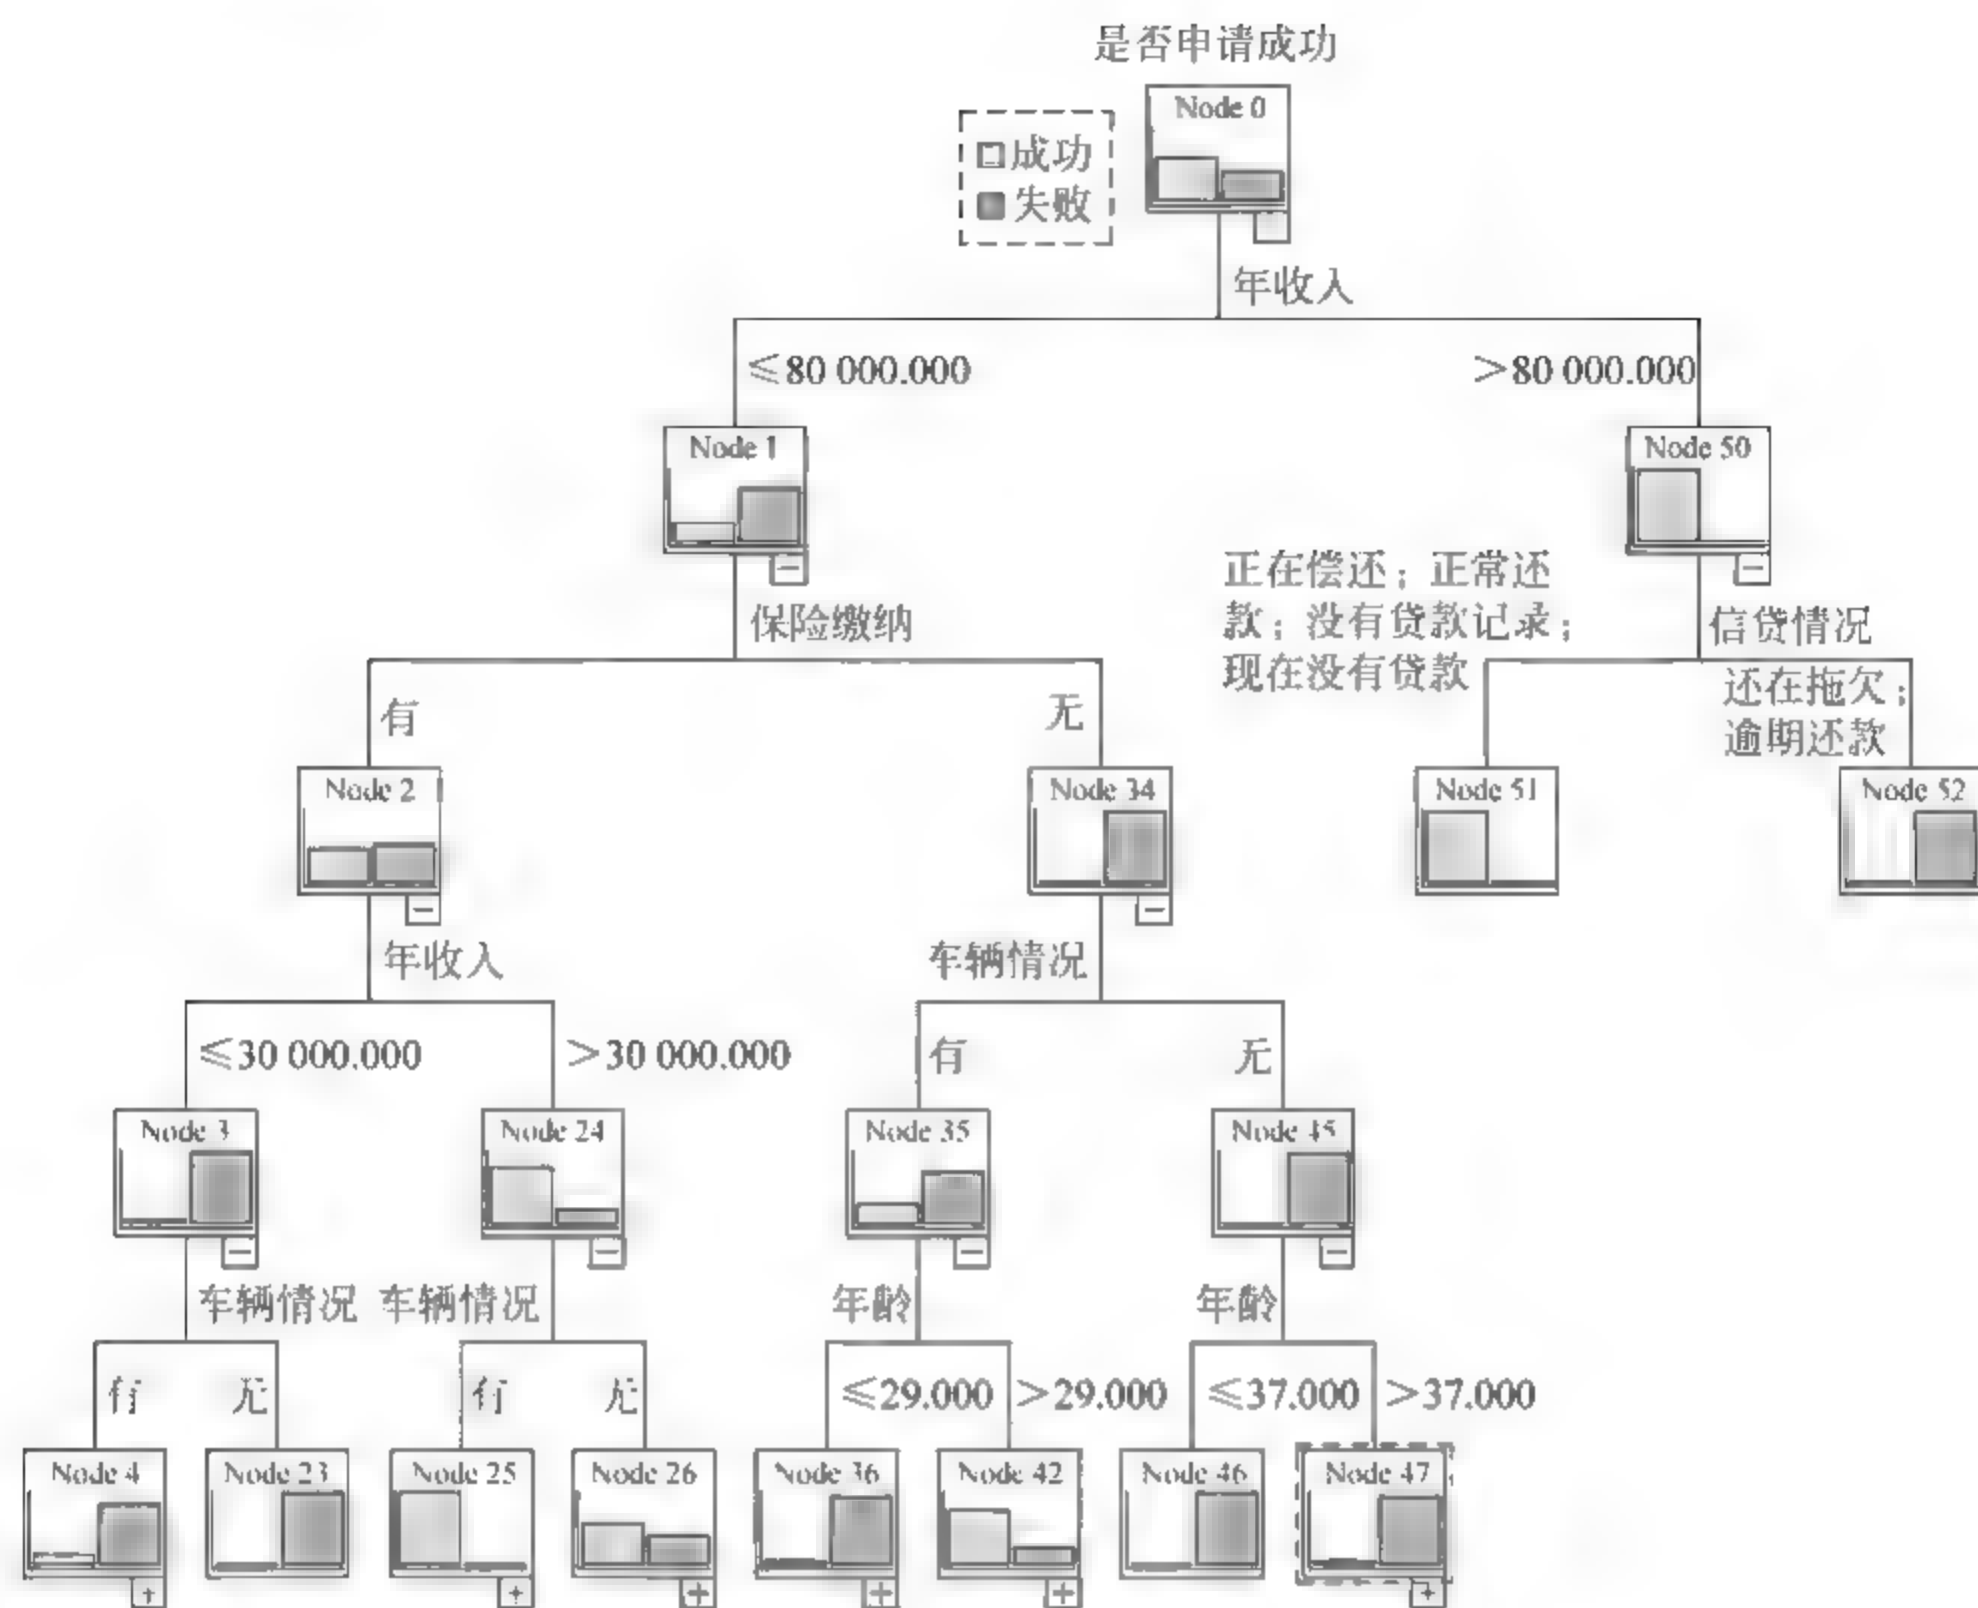 是否申请成功
Node 0
成功
失败
年收入
≤80 000.000
>80 000.000
Node 1
Node 50
保险缴纳
正在偿还；正常还
款；没有贷款记录；
现在没有贷款
信贷情况
还在拖欠；
逾期还款
有
无
Node 2
Node 34
Node 51
Node 52
年收入
车辆情况
≤30 000.000
>30 000.000
有
无
Node 3
Node 24
Node 35
Node 45
车辆情况
车辆情况
年龄
年龄
有
无
有
无
≤29.000
>29.000
≤37.000
>37.000
Node 4
Node 23
Node 25
Node 26
Node 36
Node 42
Node 46
Node 47